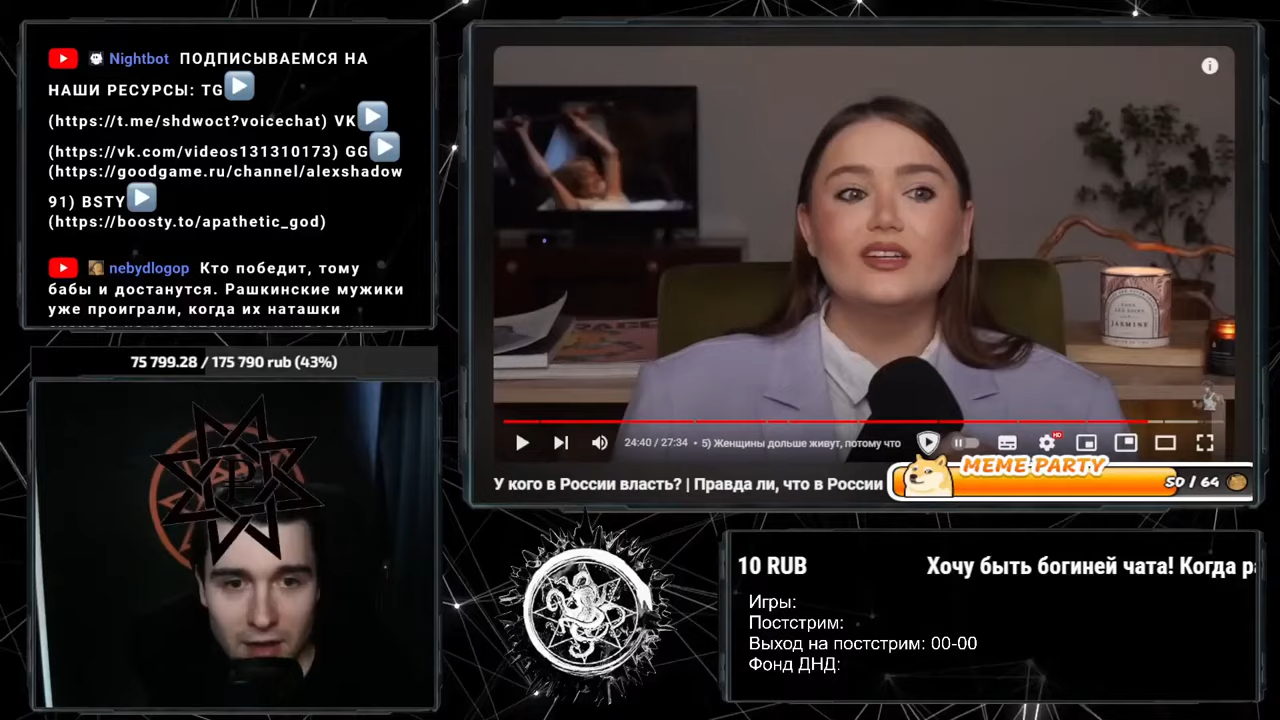 Nightbot ПОДПИСЫВАЕМСЯ НА
НАШИ РЕСУРСЫ: TG
(https://t.me/shdwoct?voicechat) VK
(https://vk.com/videos131310173) GG
(https://goodgame.ru/channel/alexshadow
91) BSTY
(https://boosty.to/apathetic_god)
nebydlogop Кто победит, тому
бабы и достанутся. Рашкинские мужики
уже проиграли, когда их наташки
75 799.28 / 175 790 rub (43%)
JASMINE
24:40 / 27:34 • 5) Женщины дольше живут, потому что
HD
MEME PARTY
50 / 64
У кого в России власть? | Правда ли, что в России
10 RUB
Хочу быть богиней чата! Когда
Игры:
Постстрим:
Выход на постстрим: 00-00
Фонд ДНД: